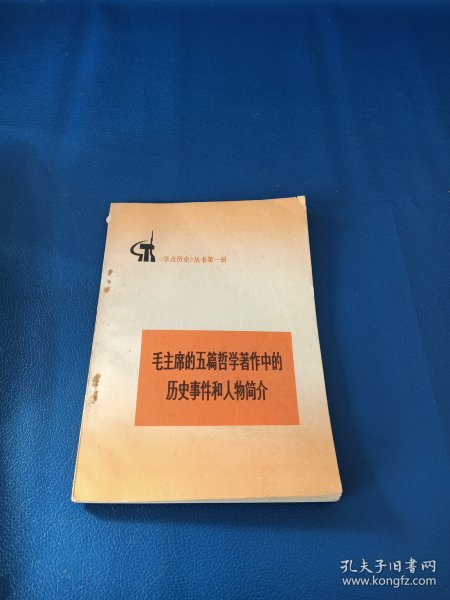 《学点历史》丛书第一辑
毛主席的五篇哲学著作中的
历史事件和人物简介
孔夫子旧书网
www.kongfz.com